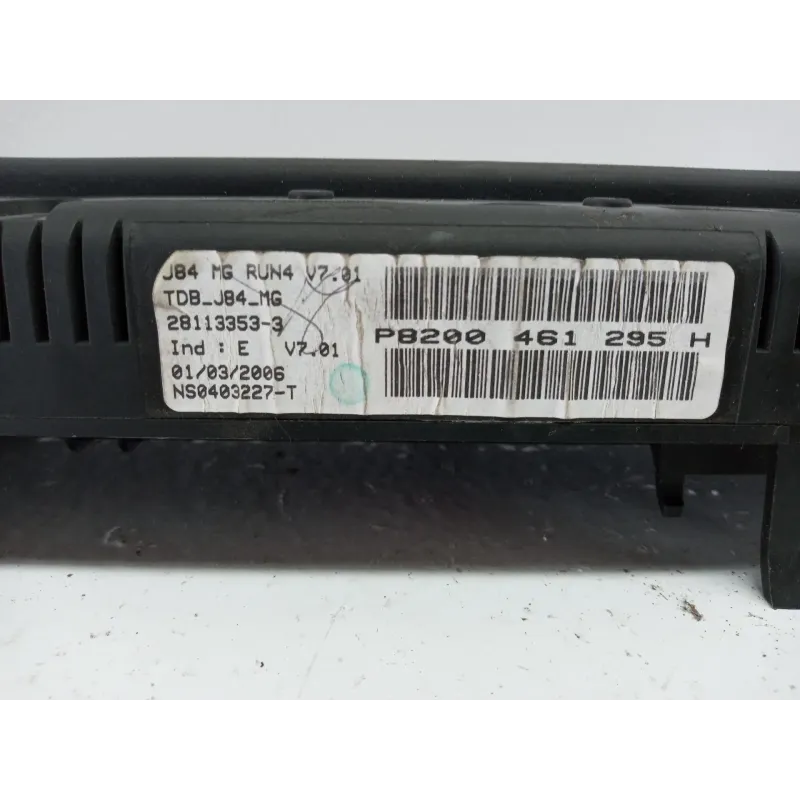 J84 MG RUN4 V7.01
TDB_J84_MG
28113353-3
Ind : E V7.01
01/03/2006
NS0403227-T
P8200 461 295 H